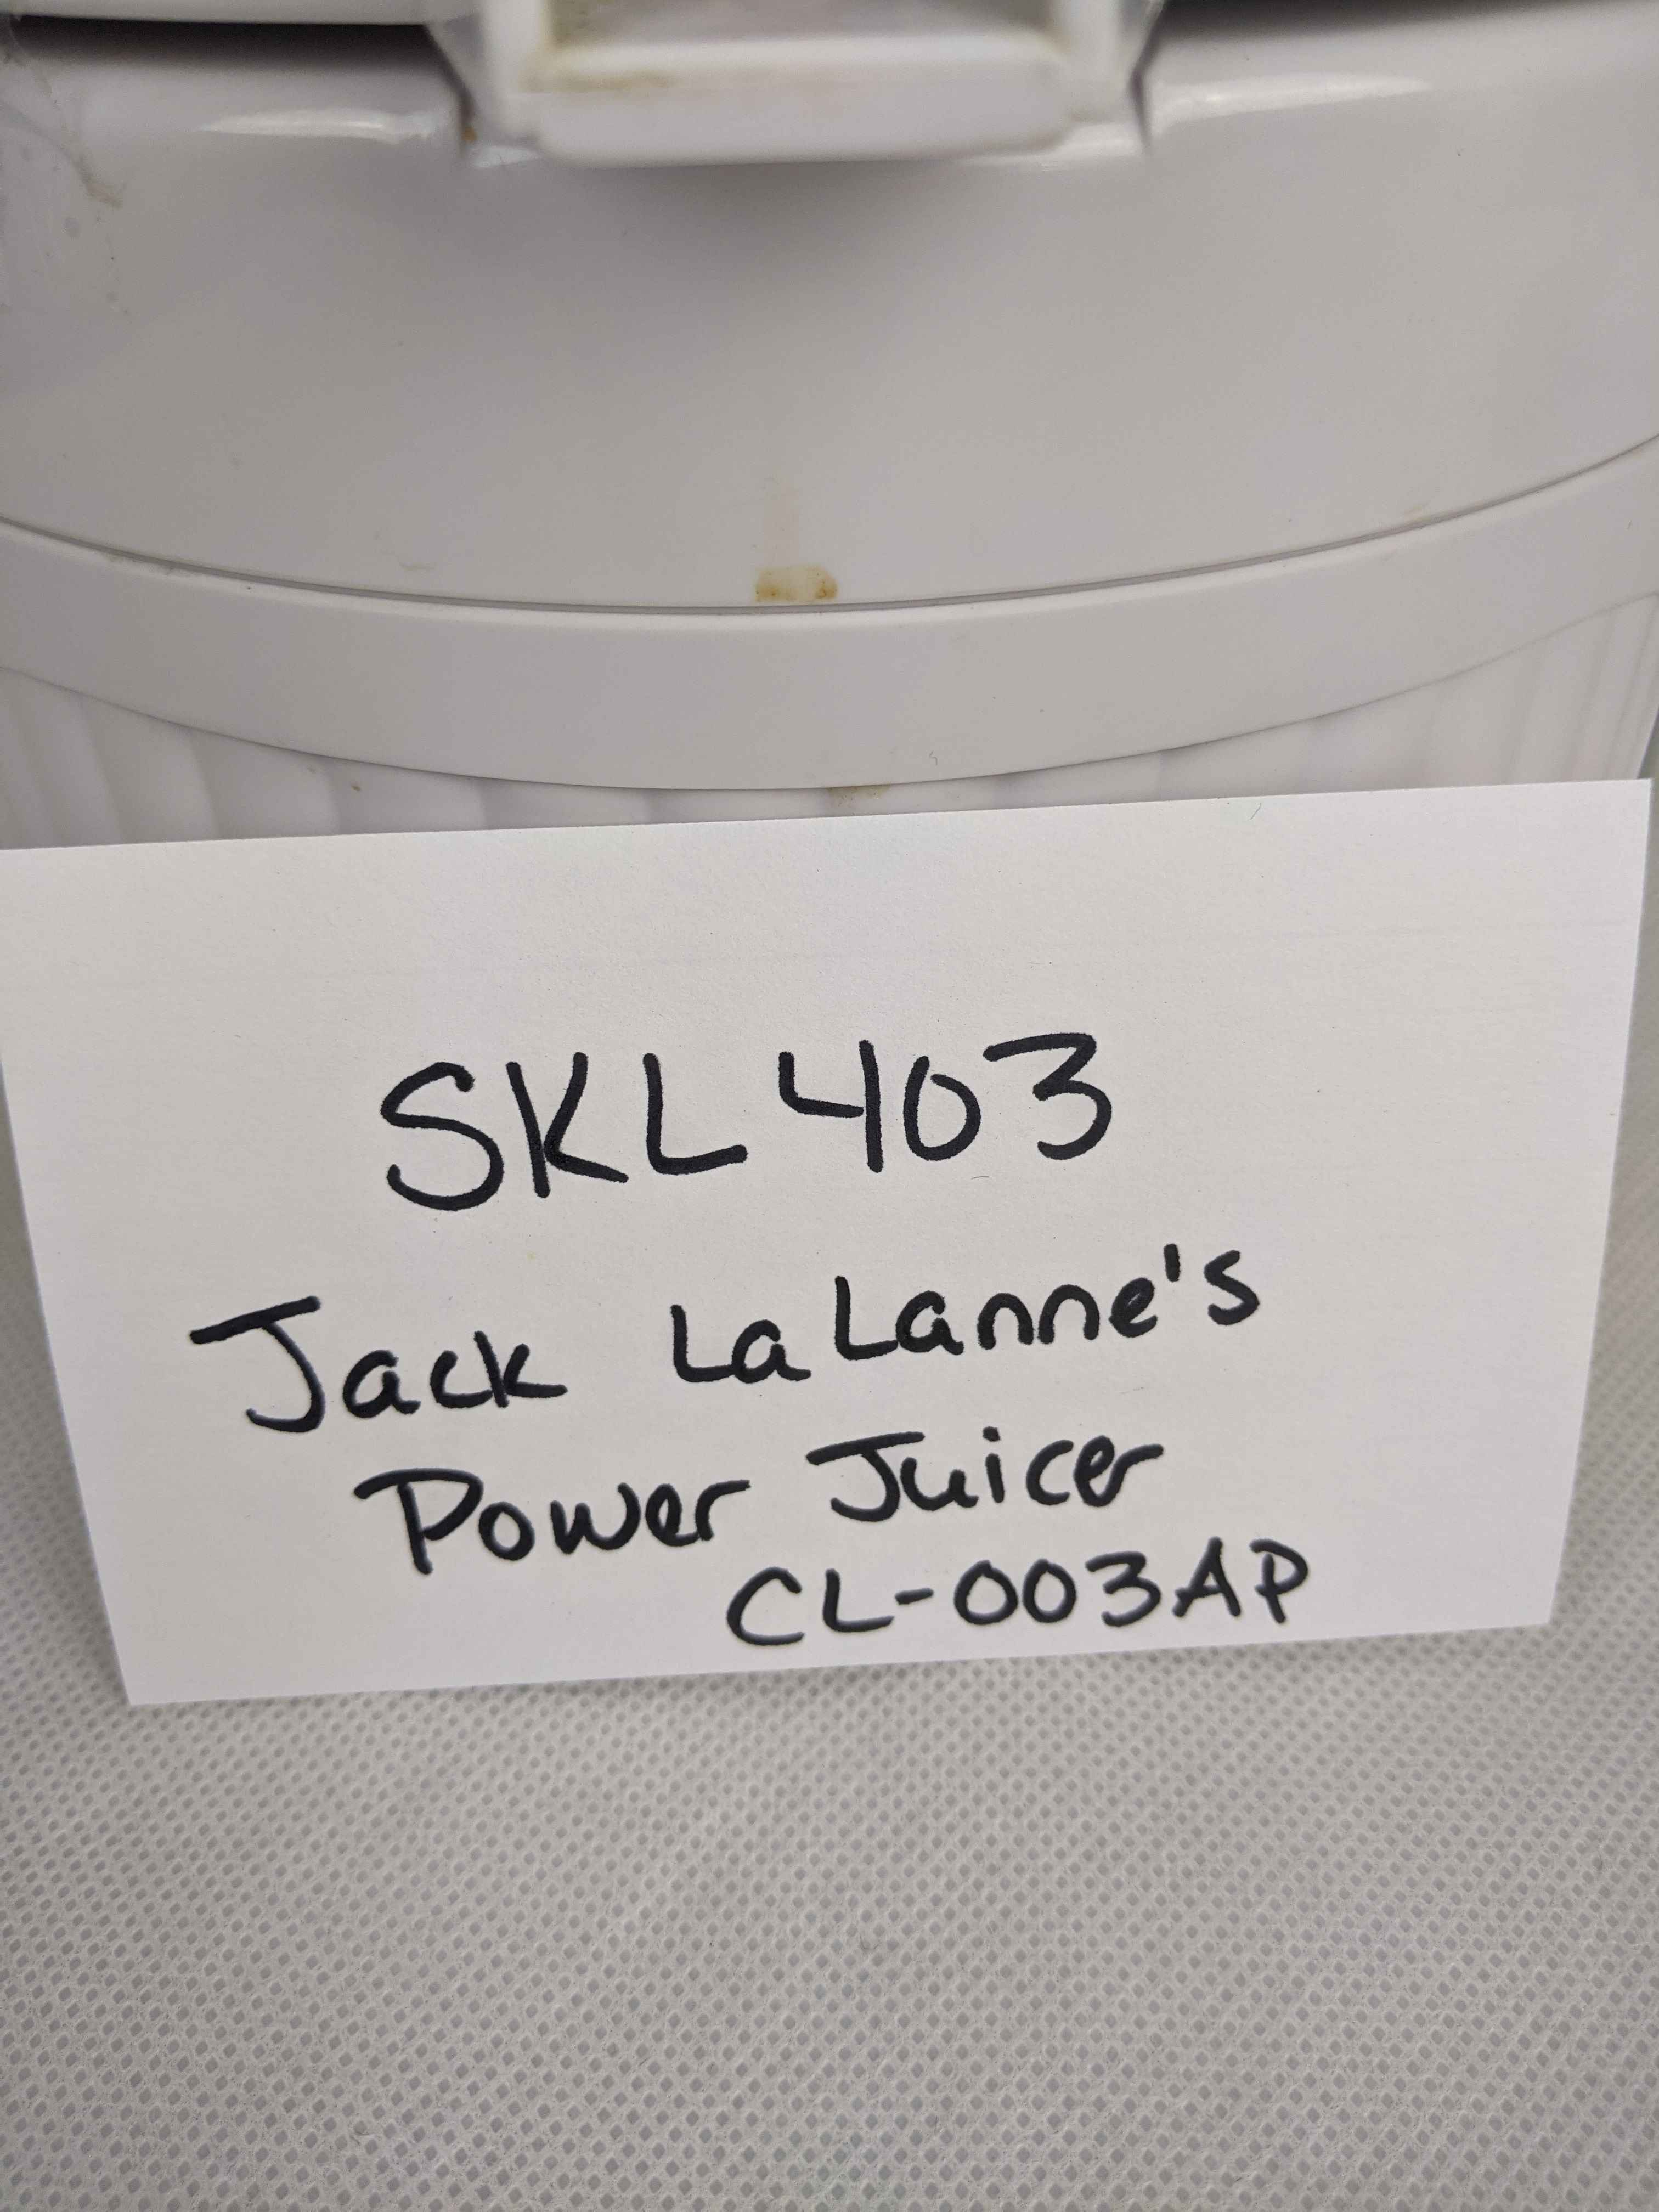 SKL403
Jack LaLanne's
Power Juicer
CL-003AP